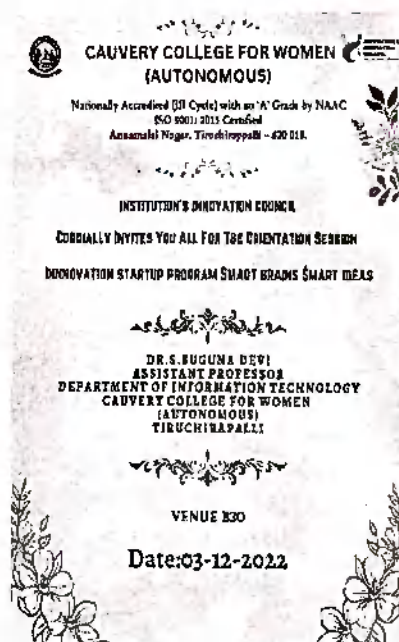 CAUVERY COLLEGE FOR WOMEN
(AUTONOMOUS)
Nationally Accredited (III Cycle) with an 'A' Grade by NAAC
ISO 9001: 2015 Certified
Annamalai Nagar, Tiruchirappalli - 620 018.
INSTITUTION'S INNOVATION COUNCIL
CORDIALLY INVITES YOU ALL FOR THE ORIENTATION SESSION
INNOVATION STARTUP PROGRAM SMART BRAINS SMART IDEAS
DR.S.SUGUNA DEVI
ASSISTANT PROFESSOR
DEPARTMENT OF INFORMATION TECHNOLOGY
CAUVERY COLLEGE FOR WOMEN
(AUTONOMOUS)
TIRUCHIRAPALLI
VENUE
Date:03-12-2022